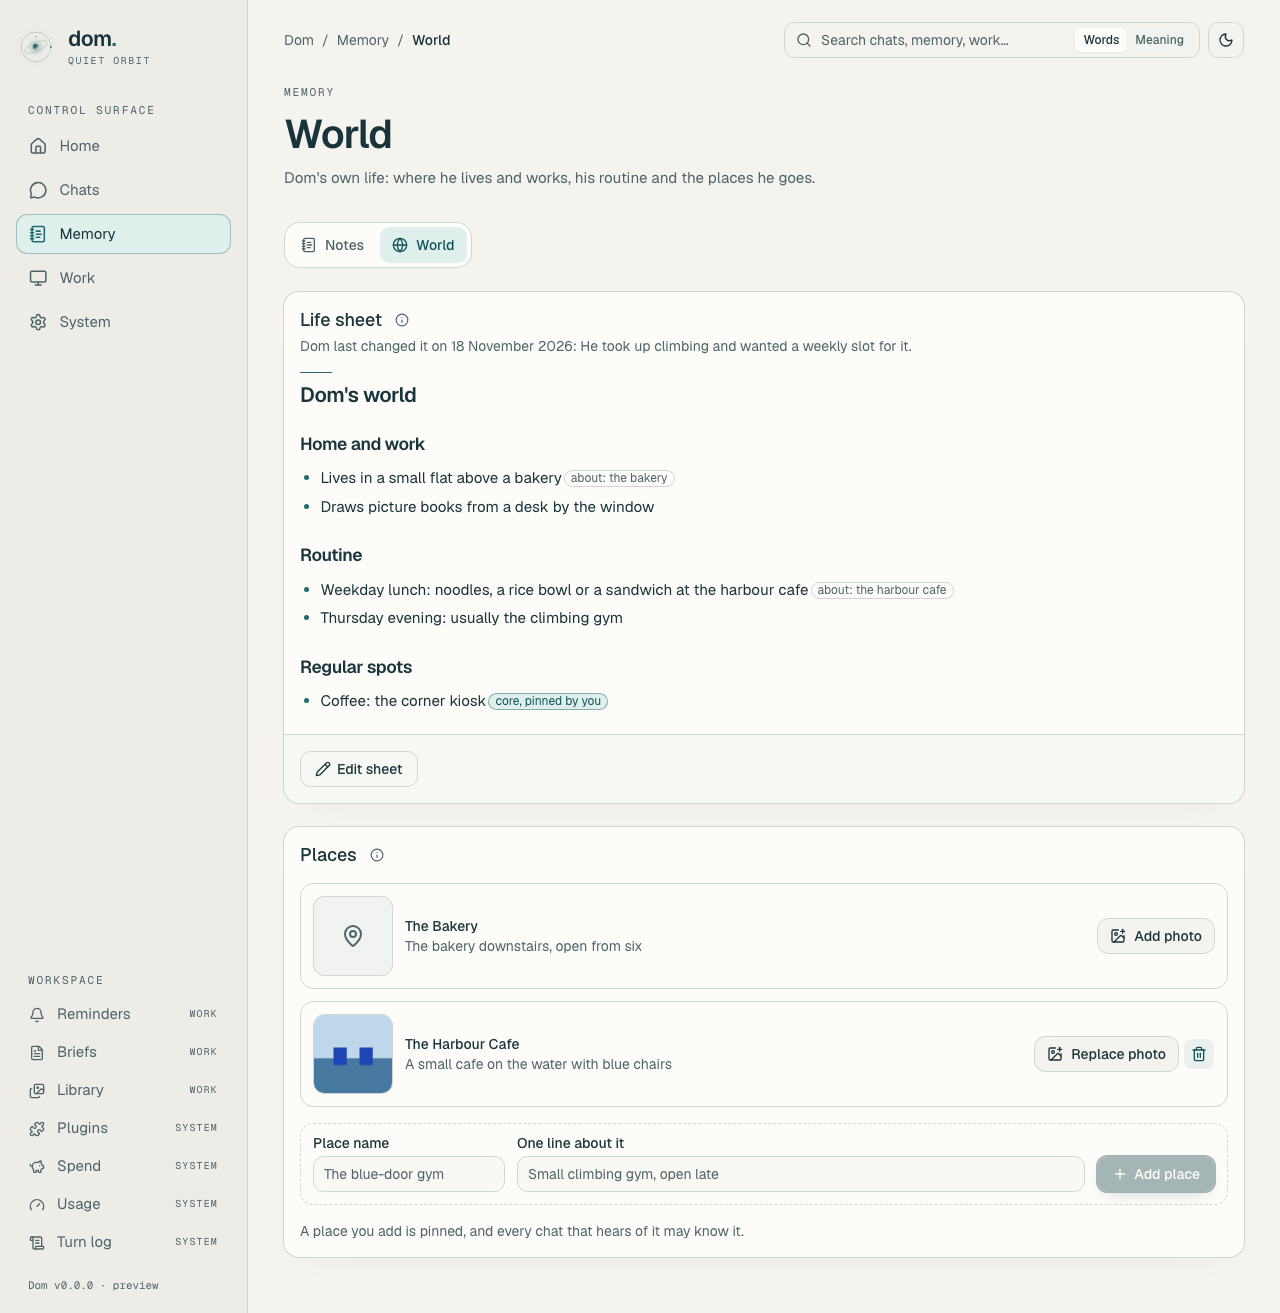 dom.
QUIET ORBIT
CONTROL SURFACE
Home
Chats
Memory
Work
System
WORKSPACE
Reminders WORK
Briefs WORK
Library WORK
Plugins SYSTEM
Spend SYSTEM
Usage SYSTEM
Turn log SYSTEM
Dom v0.0.0 · preview
Dom / Memory / World
Search chats, memory, work…
Words Meaning
MEMORY
World
Dom's own life: where he lives and works, his routine and the places he goes.
Notes World
Life sheet
Dom last changed it on 18 November 2026: He took up climbing and wanted a weekly slot for it.
Dom's world
Home and work
• Lives in a small flat above a bakery about: the bakery
• Draws picture books from a desk by the window
Routine
• Weekday lunch: noodles, a rice bowl or a sandwich at the harbour cafe about: the harbour cafe
• Thursday evening: usually the climbing gym
Regular spots
• Coffee: the corner kiosk core, pinned by you
Edit sheet
Places
The Bakery
The bakery downstairs, open from six
Add photo
The Harbour Cafe
A small cafe on the water with blue chairs
Replace photo
Place name One line about it
The blue-door gym Small climbing gym, open late + Add place
A place you add is pinned, and every chat that hears of it may know it.